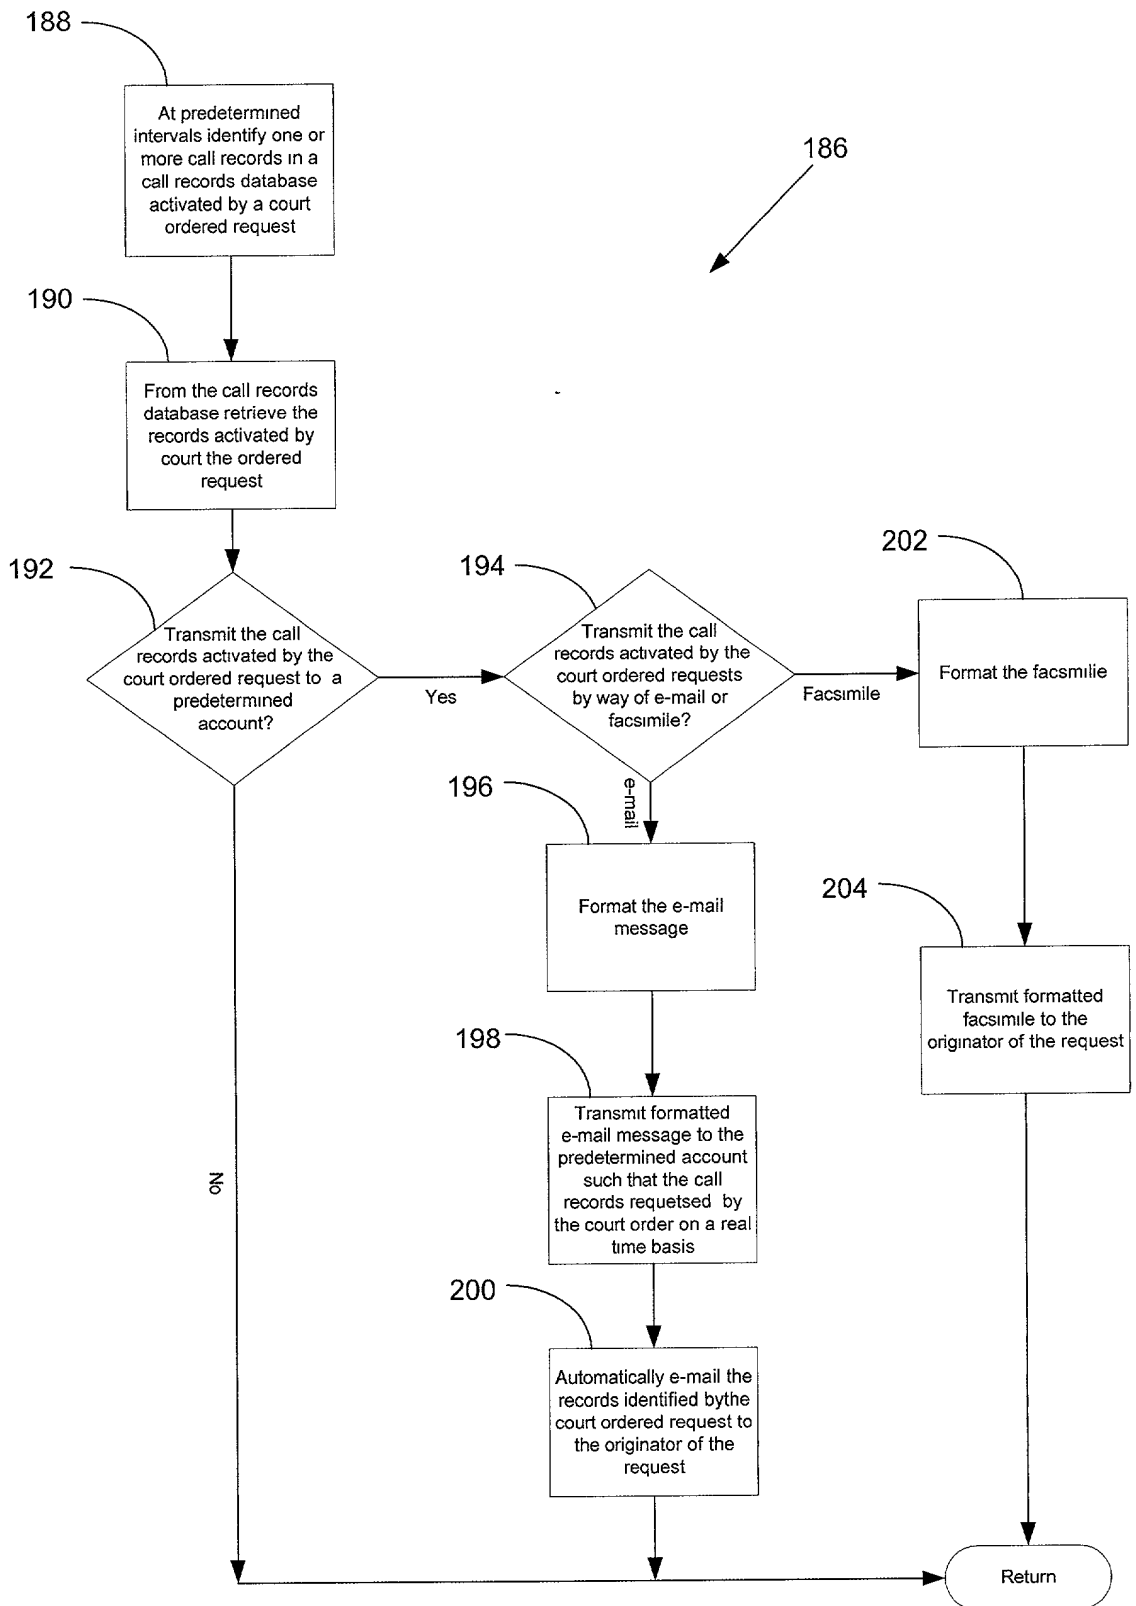 188
At predetermined
intervals identify one or
more call records in a
call records database
activated by a court
ordered request
186
190
From the call records
database retrieve the
records activated by
court the ordered
request
192
Transmit the call
records activated by the
court ordered request to a
predetermined
account?
Yes
194
Transmit the call
records activated by the
court ordered requests
by way of e-mail or
facsimile?
Facsimile
202
Format the facsmilie
e-mail
196
Format the e-mail
message
204
Transmit formatted
facsimile to the
originator of the request
198
Transmit formatted
e-mail message to the
predetermined account
such that the call
records requetsed by
the court order on a real
time basis
No
200
Automatically e-mail the
records identified bythe
court ordered request to
the originator of the
request
Return